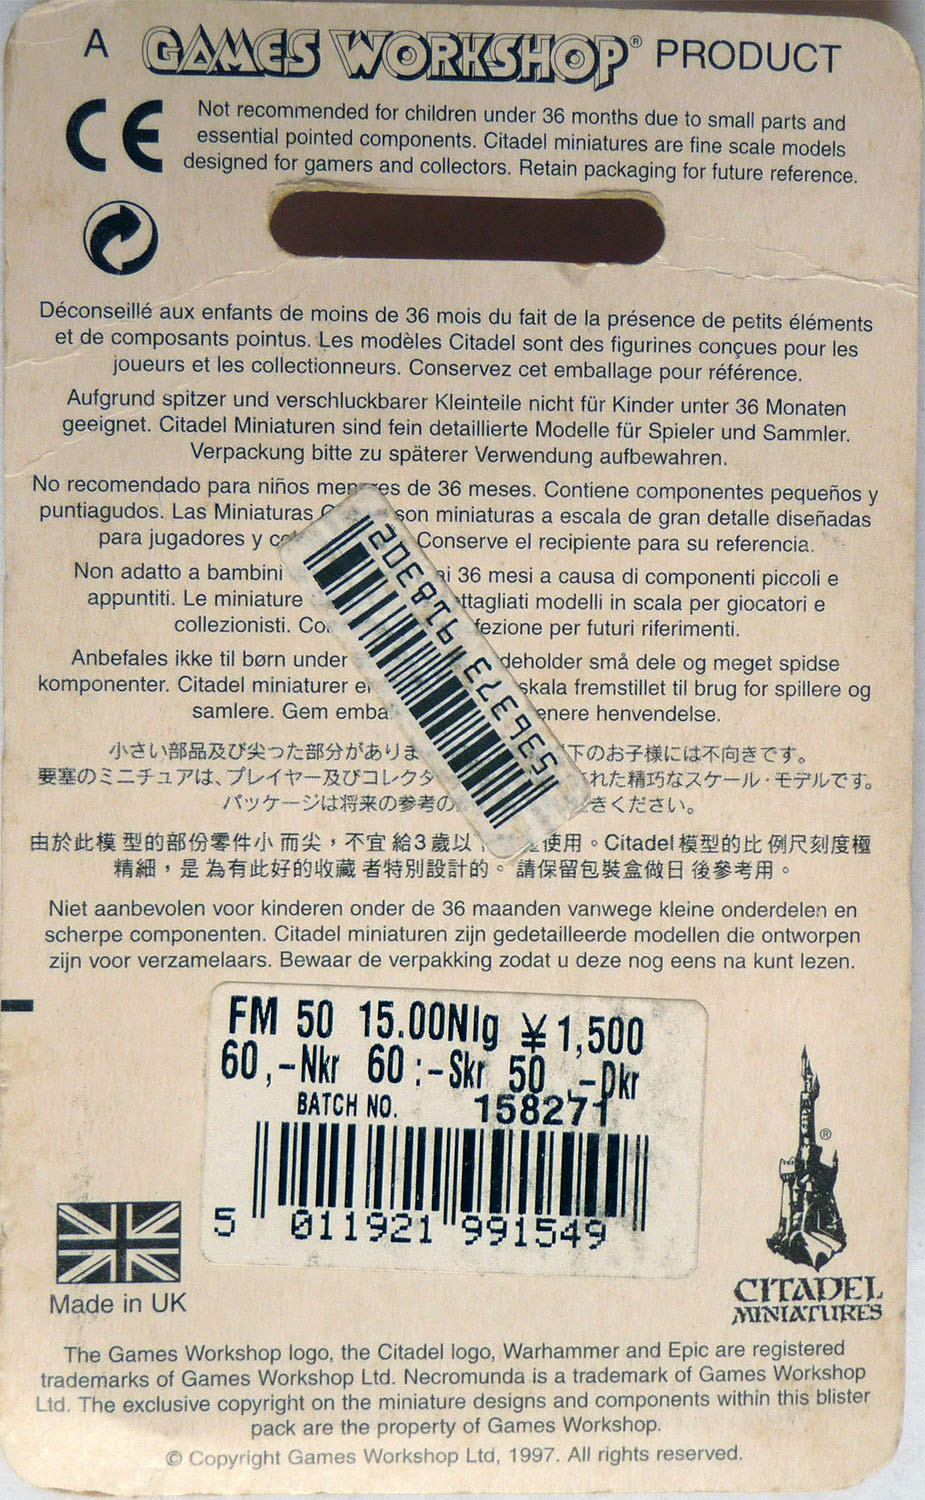 A GAMES WORKSHOP® PRODUCT
CE
Not recommended for children under 36 months due to small parts and
essential pointed components. Citadel miniatures are fine scale models
designed for gamers and collectors. Retain packaging for future reference.
Déconseillé aux enfants de moins de 36 mois du fait de la présence de petits éléments
et de composants pointus. Les modèles Citadel sont des figurines conçues pour les
joueurs et les collectionneurs. Conservez cet emballage pour référence.
Aufgrund spitzer und verschluckbarer Kleinteile nicht für Kinder unter 36 Monaten
geeignet. Citadel Miniaturen sind fein detaillierte Modelle für Spieler und Sammler.
Verpackung bitte zu späterer Verwendung aufbewahren.
No recomendado para niños menores de 36 meses. Contiene componentes pequeños y
puntiagudos. Las Miniaturas son miniaturas a escala de gran detalle diseñadas
para jugadores y Conserve el recipiente para su referencia.
Non adatto a bambini 36 mesi a causa di componenti piccoli e
appuntiti. Le miniature modelli in scala per giocatori e
collezionisti. per futuri riferimenti.
Anbefales ikke til børn under små dele og meget spidse
komponenter. Citadel miniaturer skala fremstillet til brug for spillere og
samlere. Gem henvendelse.
小さい部品及び尖った部分がありま 下のお子様には不向きです。
要塞のミニチュアは、プレイヤー及びコレクタ れた精巧なスケール・モデルです。
パッケージは将来の参考の きください。
由於此模型的部份零件小而尖，不宜給3歲以 使用。Citadel模型的比例尺刻度極
精細，是為有此好的收藏者特別設計的。請保留包裝盒做日後參考用。
5363731918302
Niet aanbevolen voor kinderen onder de 36 maanden vanwege kleine onderdelen en
scherpe componenten. Citadel miniaturen zijn gedetailleerde modellen die ontworpen
zijn voor verzamelaars. Bewaar de verpakking zodat u deze nog eens na kunt lezen.
FM 50 15.00Nlg ¥1,500
60,-Nkr 60:-Skr 50,-Dkr
BATCH NO. 158271
5 011921 991549
Made in UK
®
CITADEL
MINIATURES
The Games Workshop logo, the Citadel logo, Warhammer and Epic are registered
trademarks of Games Workshop Ltd. Necromunda is a trademark of Games Workshop
Ltd. The exclusive copyright on the miniature designs and components within this blister
pack are the property of Games Workshop.
© Copyright Games Workshop Ltd, 1997. All rights reserved.